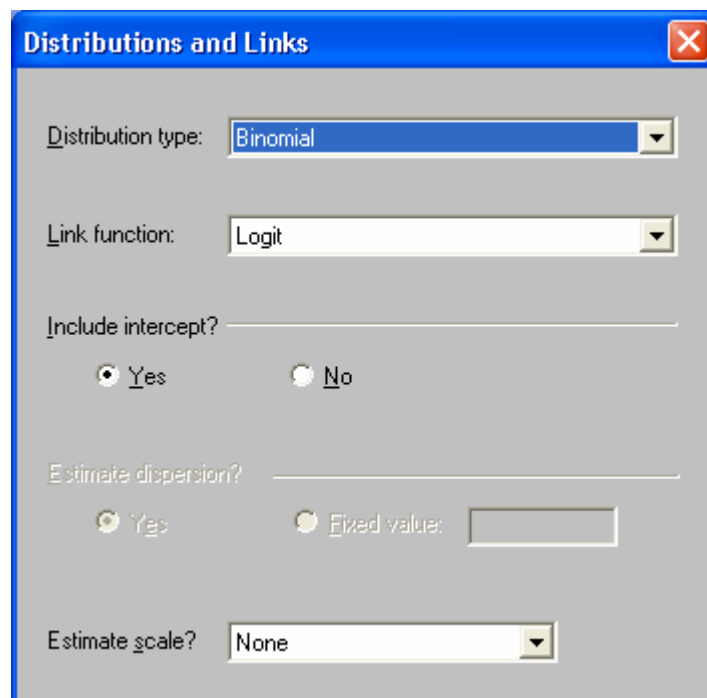 Distributions and Links
Distribution type: Binomial
Link function: Logit
Include intercept?
Yes No
Estimate dispersion?
Yes Fixed value:
Estimate scale? None